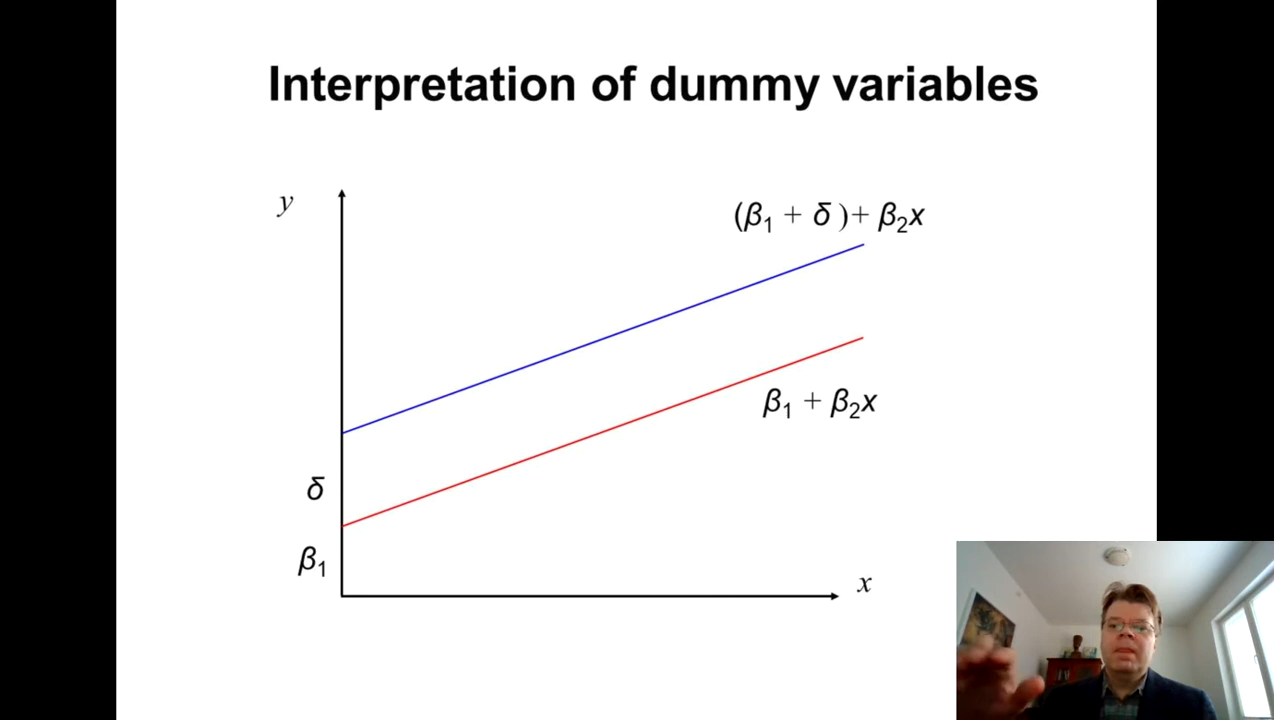 Interpretation of dummy variables
y
(β₁ + δ )+ β₂x
β₁ + β₂x
δ
β₁
x